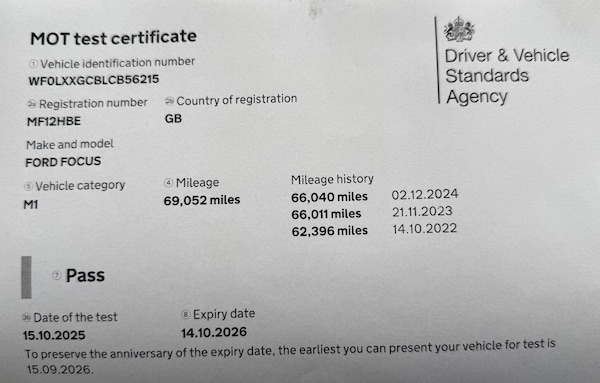 MOT test certificate
Driver & Vehicle
Standards
Agency
① Vehicle identification number
WF0LXXGCBLCB56215
Registration number
Country of registration
MF12HBE
GB
Make and model
FORD FOCUS
⑤ Vehicle category
④ Mileage
Mileage history
M1
69,052 miles
66,040 miles 02.12.2024
66,011 miles 21.11.2023
62,396 miles 14.10.2022
⑦ Pass
Date of the test
⑧ Expiry date
15.10.2025
14.10.2026
To preserve the anniversary of the expiry date, the earliest you can present your vehicle for test is
15.09.2026.